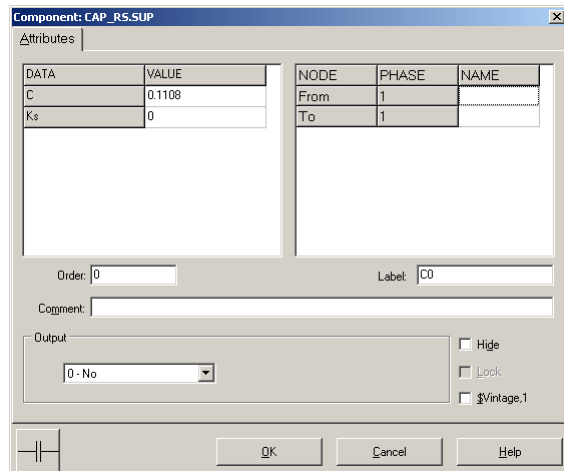 Component: CAP_RS.SUP
Attributes
DATA VALUE
C 0.1108
Ks 0
NODE PHASE NAME
From 1
To 1
Order: 0
Label: C0
Comment:
Output
0 - No
Hide
Lock
$Vintage,1
OK Cancel Help